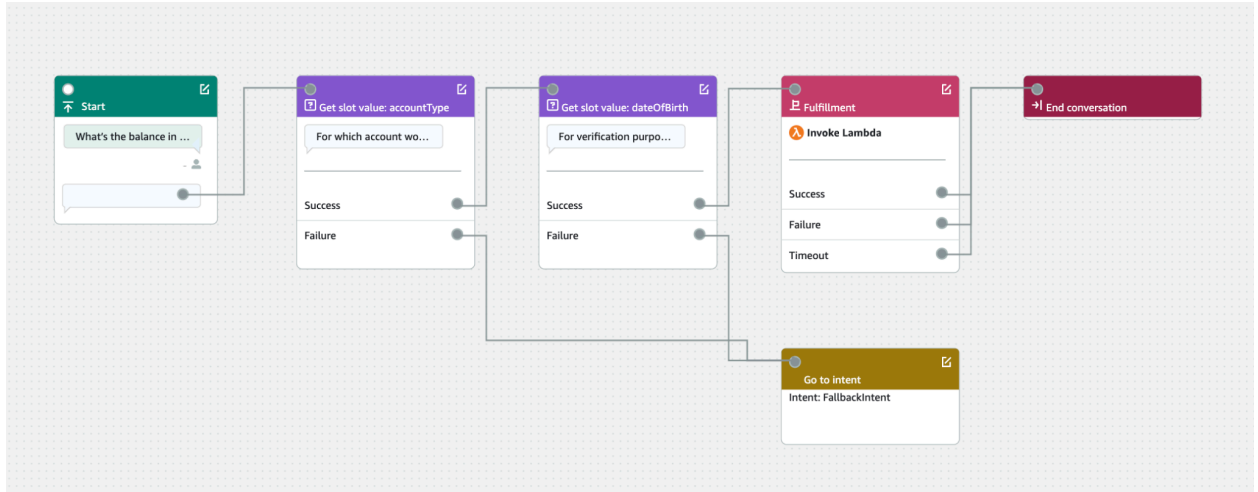 Start
What's the balance in ...
-
Get slot value: accountType
For which account wo...
Success
Failure
Get slot value: dateOfBirth
For verification purpo...
Success
Failure
Fulfillment
λ Invoke Lambda
Success
Failure
Timeout
End conversation
Go to intent
Intent: FallbackIntent